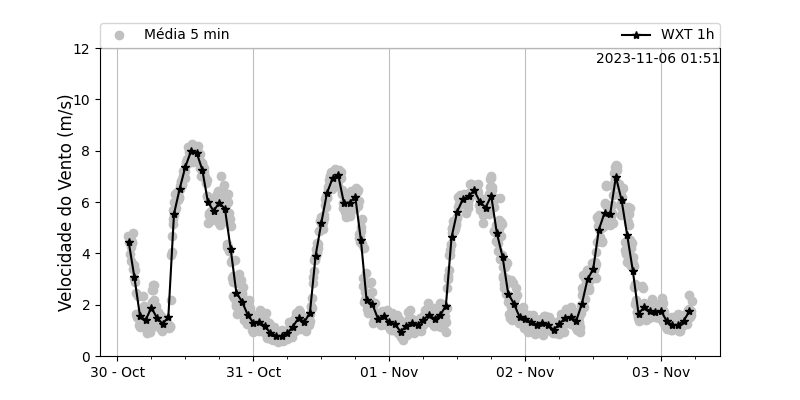 Média 5 min
WXT 1h
2023-11-06 01:51
Velocidade do Vento (m/s)
12
10
8
6
4
2
0
30 - Oct
31 - Oct
01 - Nov
02 - Nov
03 - Nov